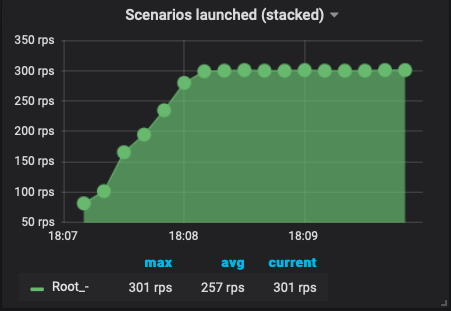 Scenarios launched (stacked)
350 rps
300 rps
250 rps
200 rps
150 rps
100 rps
50 rps
18:07 18:08 18:09
max avg current
Root_- 301 rps 257 rps 301 rps